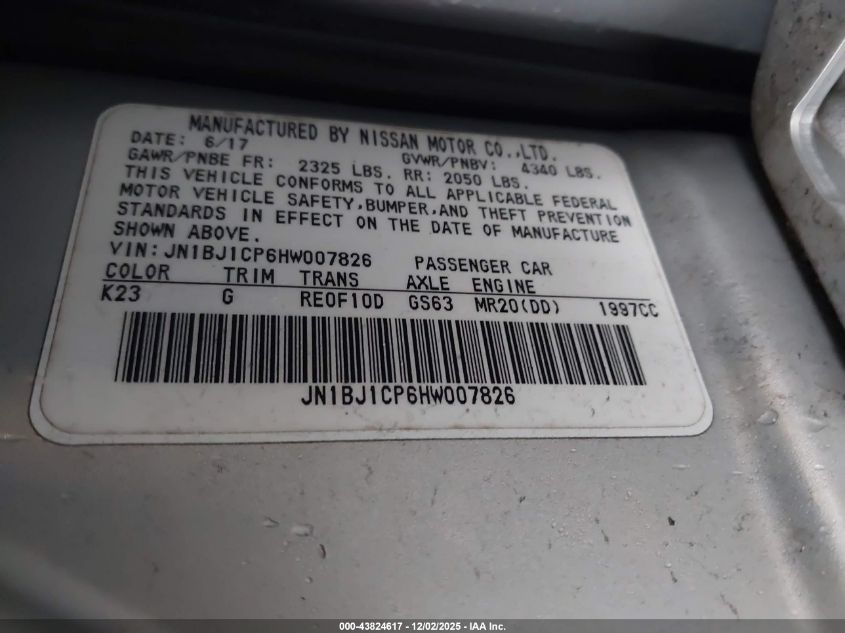 MANUFACTURED BY NISSAN MOTOR CO.,LTD.
DATE: 6/17 GVWR/PNBV: 4340 LBS.
GAWR/PNBE FR: 2325 LBS. RR: 2050 LBS.
THIS VEHICLE CONFORMS TO ALL APPLICABLE FEDERAL
MOTOR VEHICLE SAFETY,BUMPER,AND THEFT PREVENTION
STANDARDS IN EFFECT ON THE DATE OF MANUFACTURE
SHOWN ABOVE.
VIN:JN1BJ1CP6HW007826 PASSENGER CAR
COLOR TRIM TRANS AXLE ENGINE
K23 G RE0F10D GS63 MR20(DD) 1997CC
JN1BJ1CP6HW007826
000-43824617 - 12/02/2025 - IAA Inc.